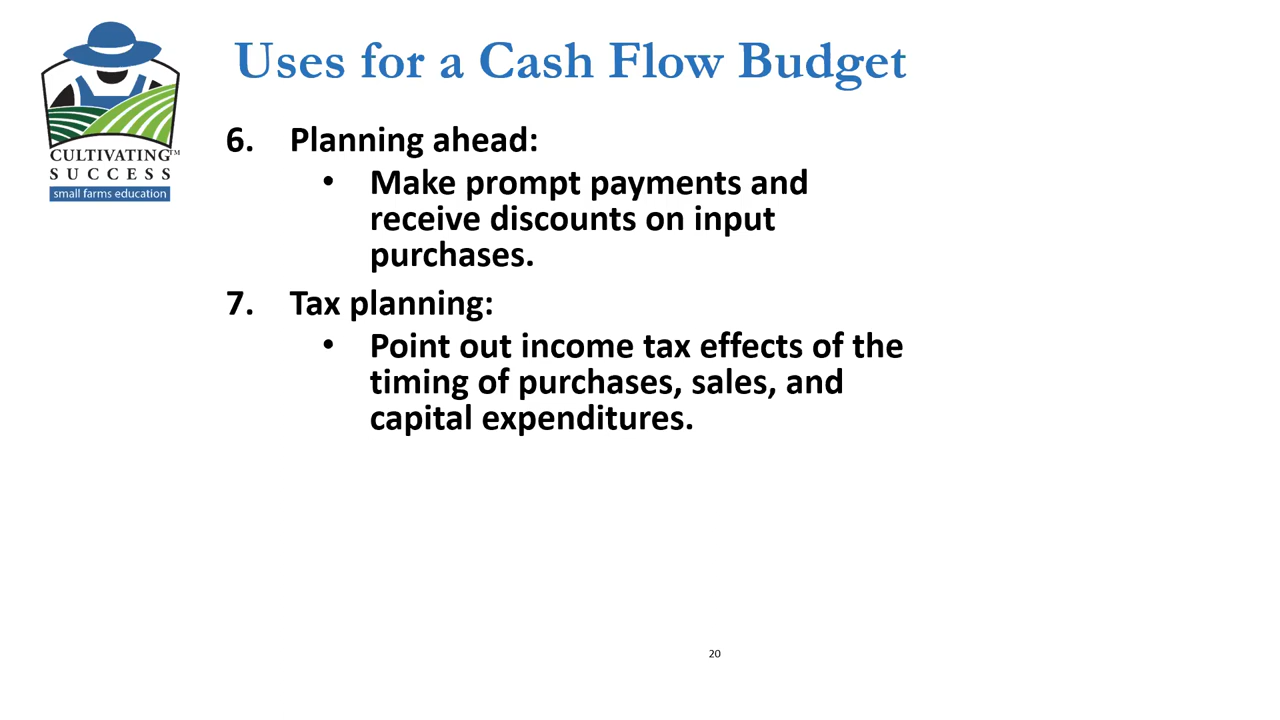 Uses for a Cash Flow Budget
CULTIVATING™
SUCCESS
small farms education
6. Planning ahead:
• Make prompt payments and
receive discounts on input
purchases.
7. Tax planning:
• Point out income tax effects of the
timing of purchases, sales, and
capital expenditures.
20